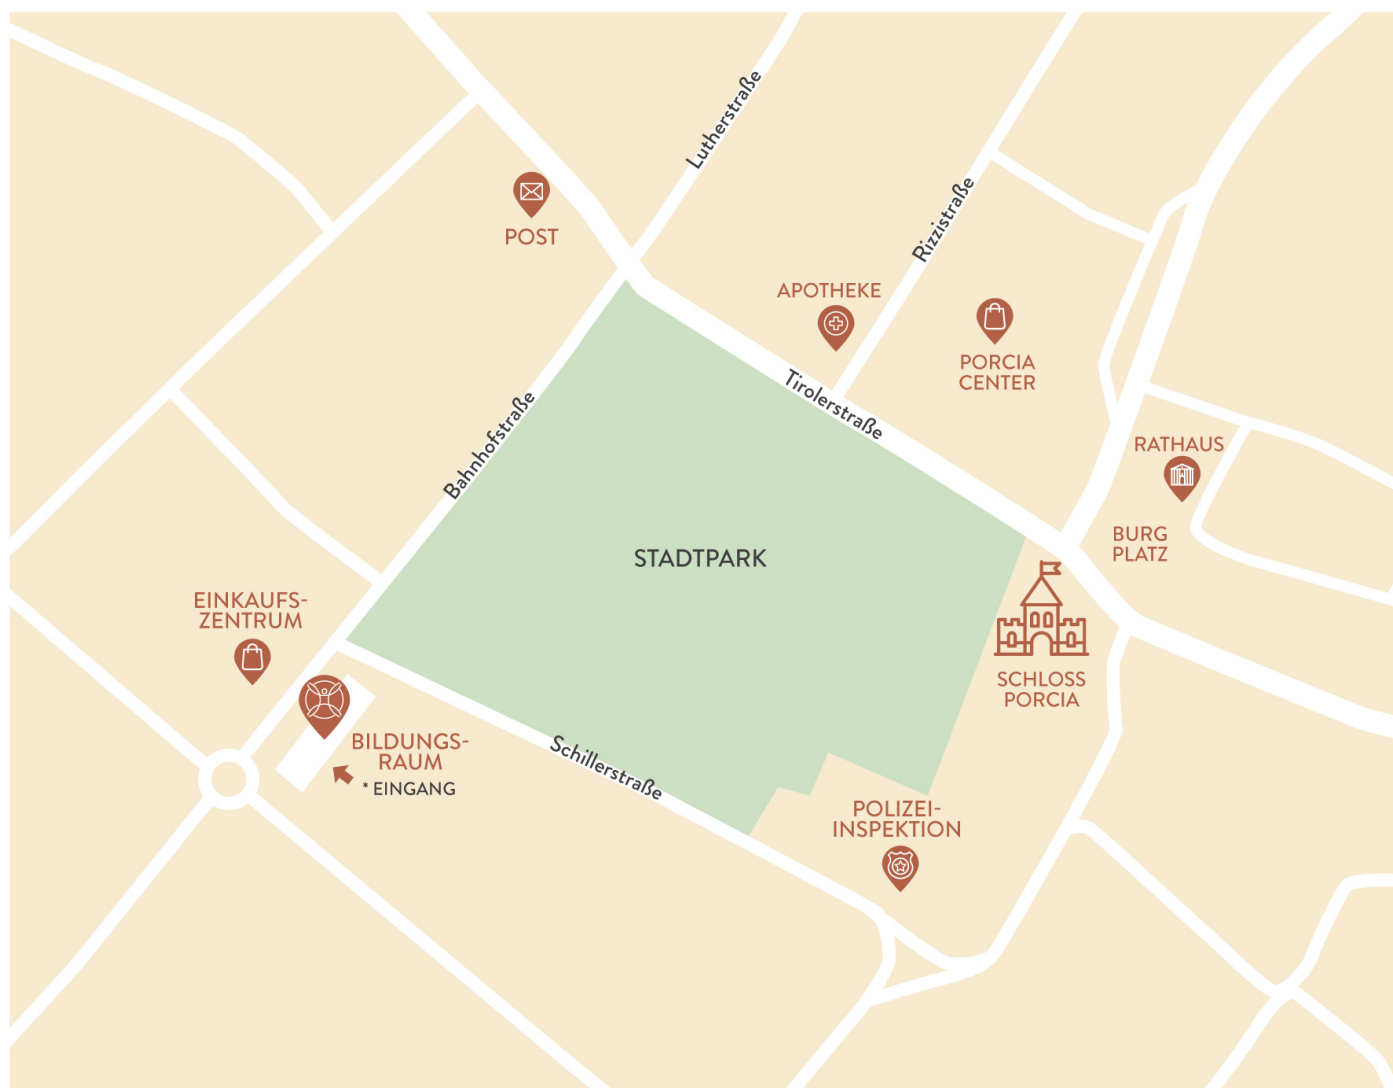 Lutherstraße
Rizzistraße
POST
APOTHEKE
PORCIA
CENTER
Tirolerstraße
Bahnhofstraße
RATHAUS
BURG
PLATZ
STADTPARK
EINKAUFS-
ZENTRUM
SCHLOSS
PORCIA
BILDUNGS-
RAUM
* EINGANG
Schillerstraße
POLIZEI-
INSPEKTION